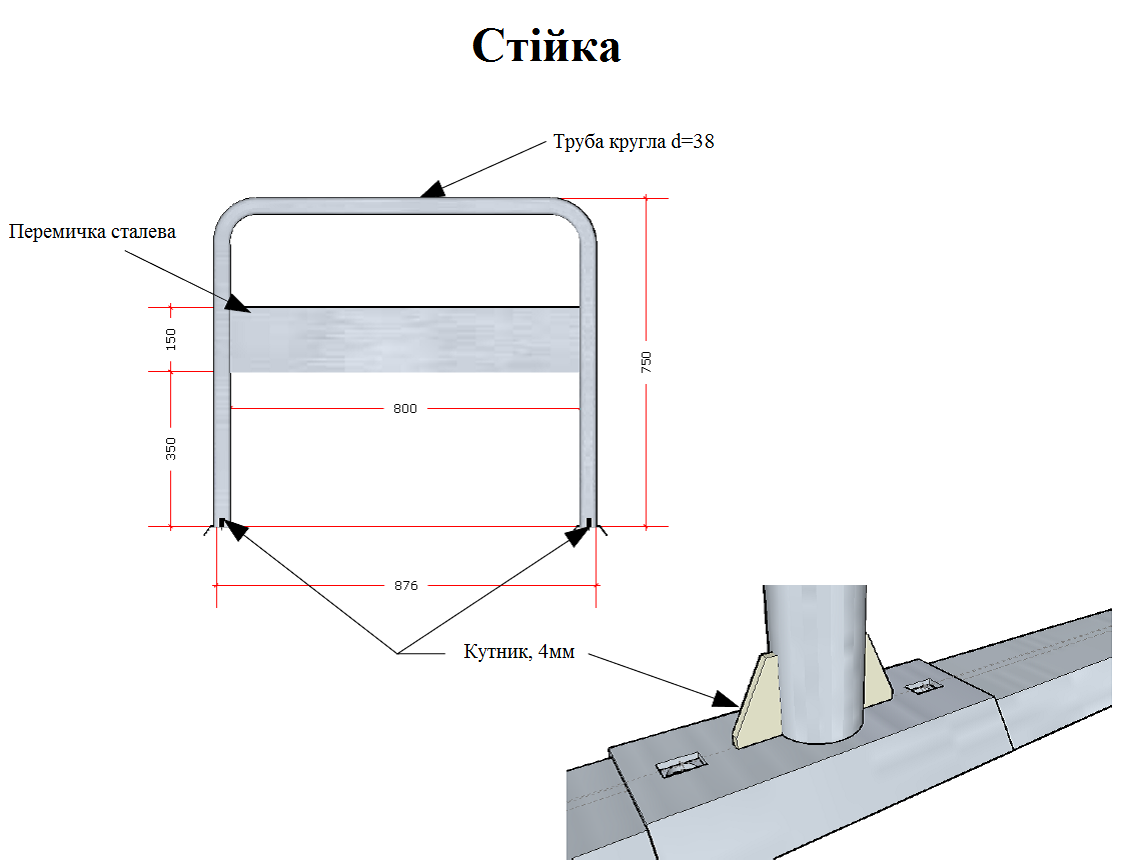 Стійка
Труба кругла d=38
Перемичка сталева
150
750
800
350
876
Кутник, 4мм